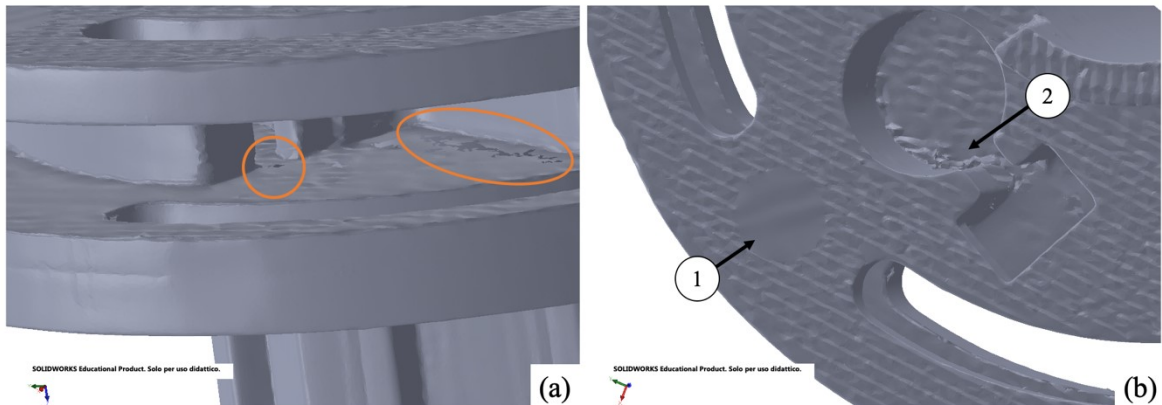 SOLIDWORKS Educational Product. Solo per uso didattico.
(a)
1
2
SOLIDWORKS Educational Product. Solo per uso didattico.
(b)